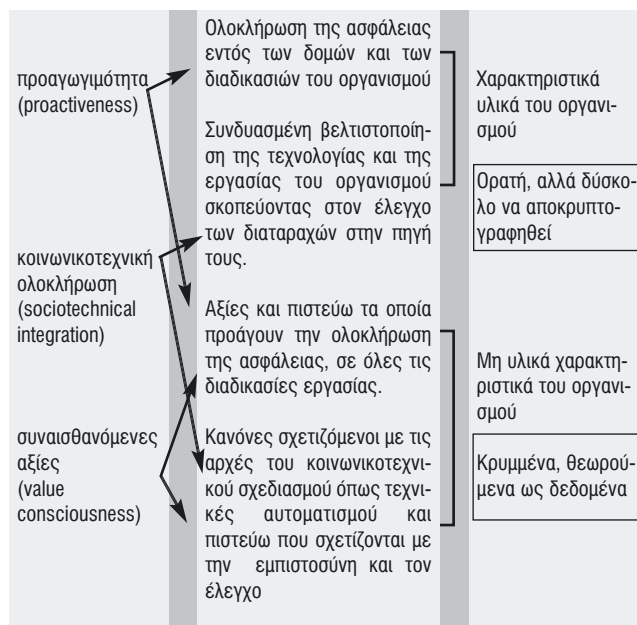 προαγωγιμότητα
(proactiveness)
κοινωνικοτεχνική
ολοκλήρωση
(sociotechnical
integration)
συναισθανόμενες
αξίες
(value
consciousness)
Ολοκλήρωση της ασφάλειας
εντός των δομών και των
διαδικασιών του οργανισμού
Συνδυασμένη βελτιστοποίη-
ση της τεχνολογίας και της
εργασίας του οργανισμού
σκοπεύοντας στον έλεγχο
των διαταραχών στην πηγή
τους.
Αξίες και πιστεύω τα οποία
προάγουν την ολοκλήρωση
της ασφάλειας, σε όλες τις
διαδικασίες εργασίας.
Κανόνες σχετιζόμενοι με τις
αρχές του κοινωνικοτεχνι-
κού σχεδιασμού όπως τεχνι-
κές αυτοματισμού και
πιστεύω που σχετίζονται με
την εμπιστοσύνη και τον
έλεγχο
Χαρακτηριστικά
υλικά του οργανι-
σμού
Ορατή, αλλά δύσκο-
λο να αποκρυπτο-
γραφηθεί
Μη υλικά χαρακτη-
ριστικά του οργανι-
σμού
Κρυμμένα, θεωρού-
μενα ως δεδομένα